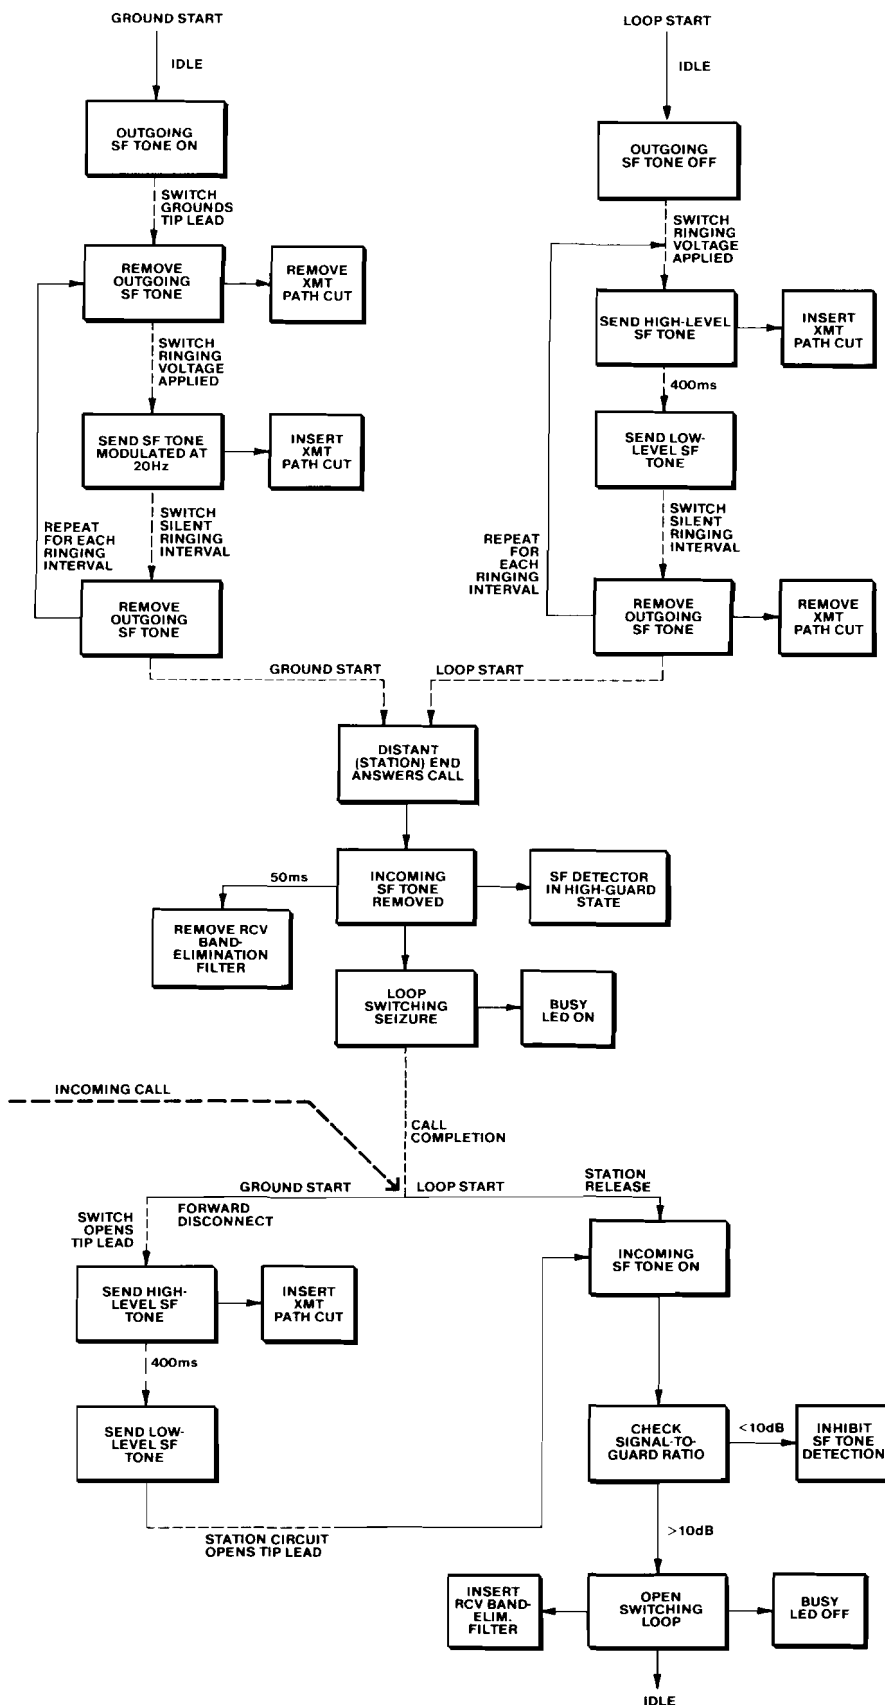 GROUND START
IDLE
OUTGOING
SF TONE ON
SWITCH
GROUNDS
TIP LEAD
REMOVE
OUTGOING
SF TONE
REMOVE
XMT
PATH CUT
SWITCH
RINGING
VOLTAGE
APPLIED
SEND SF TONE
MODULATED AT
20Hz
INSERT
XMT
PATH CUT
REPEAT
FOR EACH
RINGING
INTERVAL
SWITCH
SILENT
RINGING
INTERVAL
REMOVE
OUTGOING
SF TONE
LOOP START
IDLE
OUTGOING
SF TONE OFF
SWITCH
RINGING
VOLTAGE
APPLIED
SEND HIGH-LEVEL
SF TONE
INSERT
XMT
PATH CUT
400ms
SEND LOW-
LEVEL SF
TONE
SWITCH
SILENT
RINGING
INTERVAL
REPEAT
FOR
EACH
RINGING
INTERVAL
REMOVE
OUTGOING
SF TONE
REMOVE
XMT
PATH CUT
GROUND START
LOOP START
DISTANT
(STATION) END
ANSWERS CALL
50ms
INCOMING
SF TONE
REMOVED
SF DETECTOR
IN HIGH-GUARD
STATE
REMOVE RCV
BAND-
ELIMINATION
FILTER
LOOP
SWITCHING
SEIZURE
BUSY
LED ON
INCOMING CALL
CALL
COMPLETION
GROUND START
LOOP START
STATION
RELEASE
FORWARD
DISCONNECT
SWITCH
OPENS
TIP LEAD
SEND HIGH-
LEVEL SF
TONE
INSERT
XMT
PATH CUT
400ms
SEND LOW-
LEVEL SF
TONE
STATION CIRCUIT
OPENS TIP LEAD
INCOMING
SF TONE ON
CHECK
SIGNAL-TO-
GUARD RATIO
<10dB
INHIBIT
SF TONE
DETECTION
>10dB
INSERT
RCV BAND-
ELIM.
FILTER
OPEN
SWITCHING
LOOP
BUSY
LED OFF
IDLE